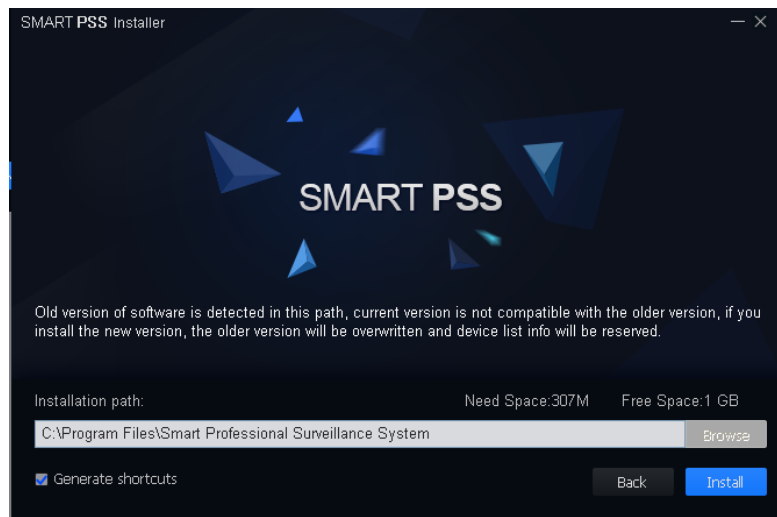 SMART PSS Installer
SMART PSS
Old version of software is detected in this path, current version is not compatible with the older version, if you
install the new version, the older version will be overwritten and device list info will be reserved.
Installation path: Need Space:307M Free Space:1 GB
C:\Program Files\Smart Professional Surveillance System Browse
Generate shortcuts Back Install